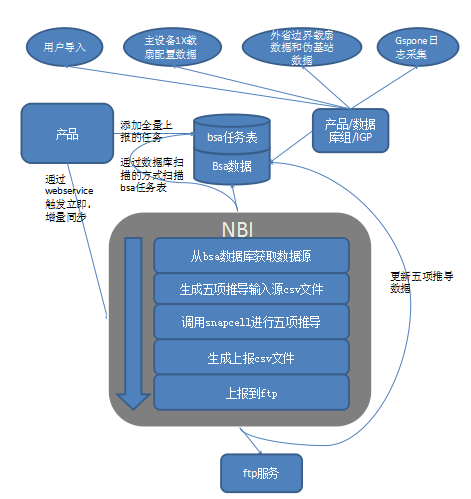 用户导入
主设备1X载
扇配置数据
外省边界载扇
数据和伪基站
数据
Gspone日
志采集
产品
添加全量上
报的任务
bsa任务表
Bsa数据
产品/数据
库组/IGP
通过数据库扫
描的方式扫描
bsa任务表
通过
webservice
触发立即,
增量同步
NBI
从bsa数据库获取数据源
生成五项推导输入源csv文件
调用snapcell进行五项推导
生成上报csv文件
上报到ftp
更新五项推导
数据
ftp服务